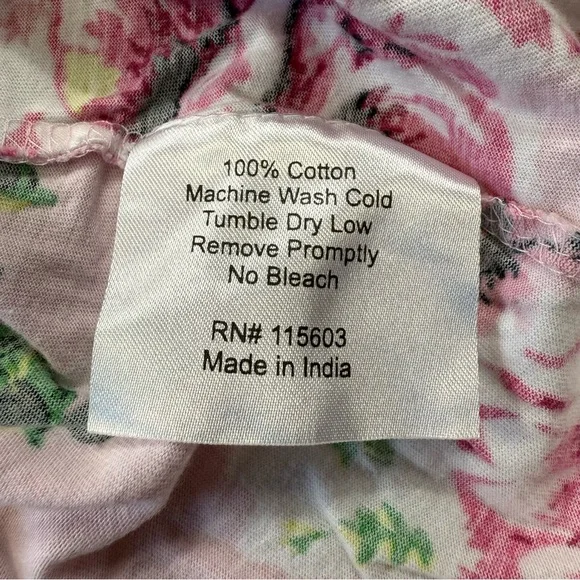 100% Cotton
Machine Wash Cold
Tumble Dry Low
Remove Promptly
No Bleach
RN# 115603
Made in India